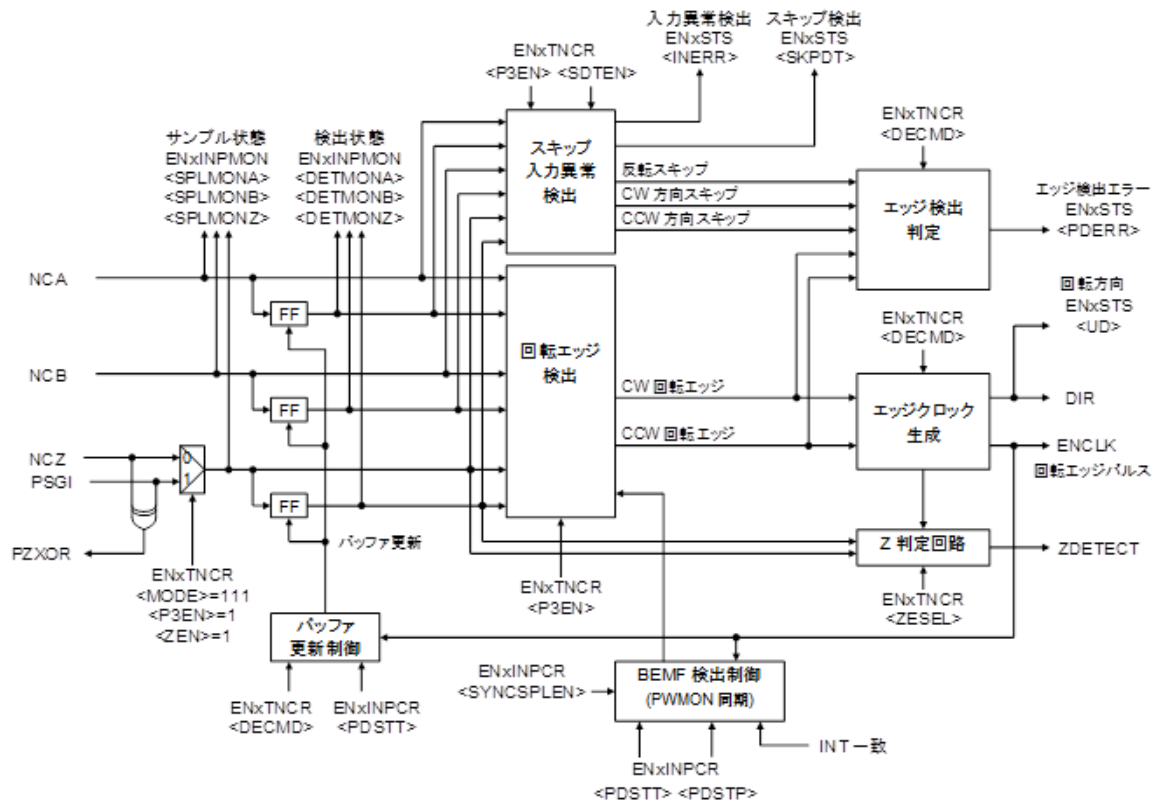 入力異常検出
ENxSTS
<INERR>
スキップ検出
ENxSTS
<SKPDT>
ENxTNCR
<P3EN> <SDTEN>
ENxTNCR
<DECMD>
サンプル状態
ENxINPMON
<SPLMONA>
<SPLMONB>
<SPLMONZ>
検出状態
ENxINPMON
<DETMONA>
<DETMONB>
<DETMONZ>
スキップ
入力異常
検出
反転スキップ
CW 方向スキップ
CCW 方向スキップ
エッジ検出
判定
エッジ検出エラー
ENxSTS
<PDERR>
NCA
FF
回転方向
ENxSTS
<UD>
ENxTNCR
<DECMD>
回転エッジ
検出
NCB
FF
CW 回転エッジ
CCW 回転エッジ
エッジクロック
生成
DIR
ENCLK
回転エッジパルス
NCZ
PSGI
0
1
FF
バッファ更新
PZXOR
Z 判定回路
ZDETECT
ENxTNCR
<MODE>=111
<P3EN>=1
<ZEN>=1
ENxTNCR
<P3EN>
ENxTNCR
<ZESEL>
バッファ
更新制御
ENxINPCR
<SYNCSPLEN>
BEMF 検出制御
(PWMON 同期)
ENxTNCR
<DECMD>
ENxINPCR
<PDSTT>
INT 一致
ENxINPCR
<PDSTT> <PDSTP>